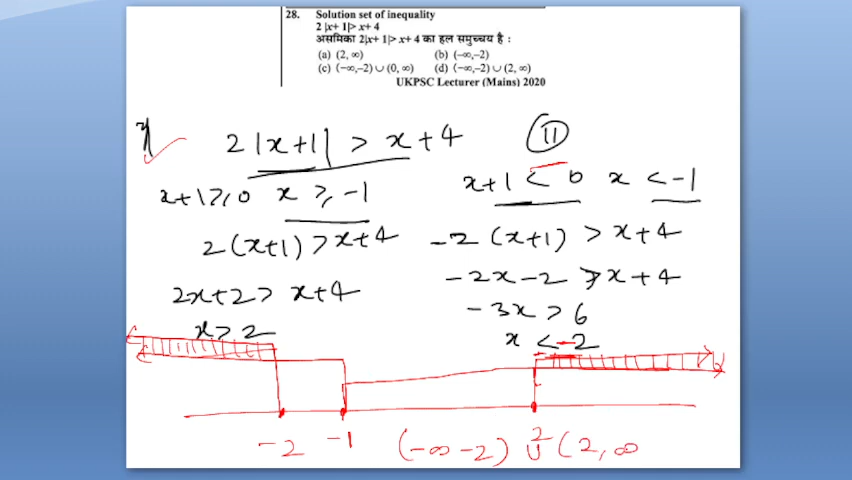 28. Solution set of inequality
2 |x+ 1|> x+ 4
असमिका 2|x+ 1|> x+ 4 का हल समुच्चय है :
(a) (2, ∞) (b) (−∞,−2)
(c) (−∞,−2) ∪ (0, ∞) (d) (−∞,−2) ∪ (2, ∞)
UKPSC Lecturer (Mains) 2020
2 |x+1| > x+4
x+1 ≥ 0 x ≥ -1
2(x+1) > x+4
2x+2 > x+4
x > 2
11
x+1 < 0 x < -1
-2 (x+1) > x+4
-2x-2 > x+4
-3x > 6
x < -2
-2 -1 2
(-∞ -2) ∪ (2, ∞